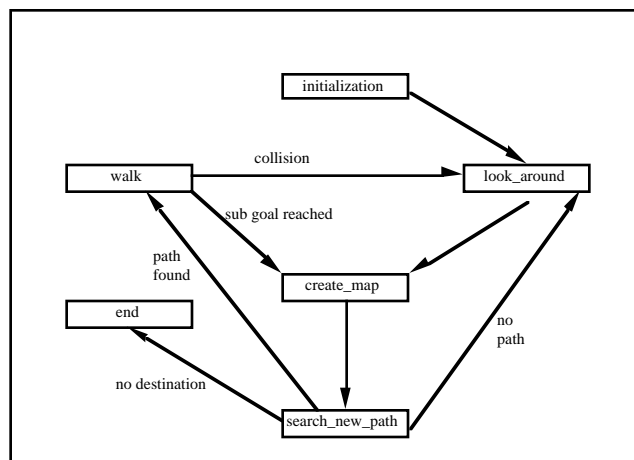 initialization
collision
walk
look_around
sub goal reached
path
found
create_map
end
no
path
no destination
search_new_path